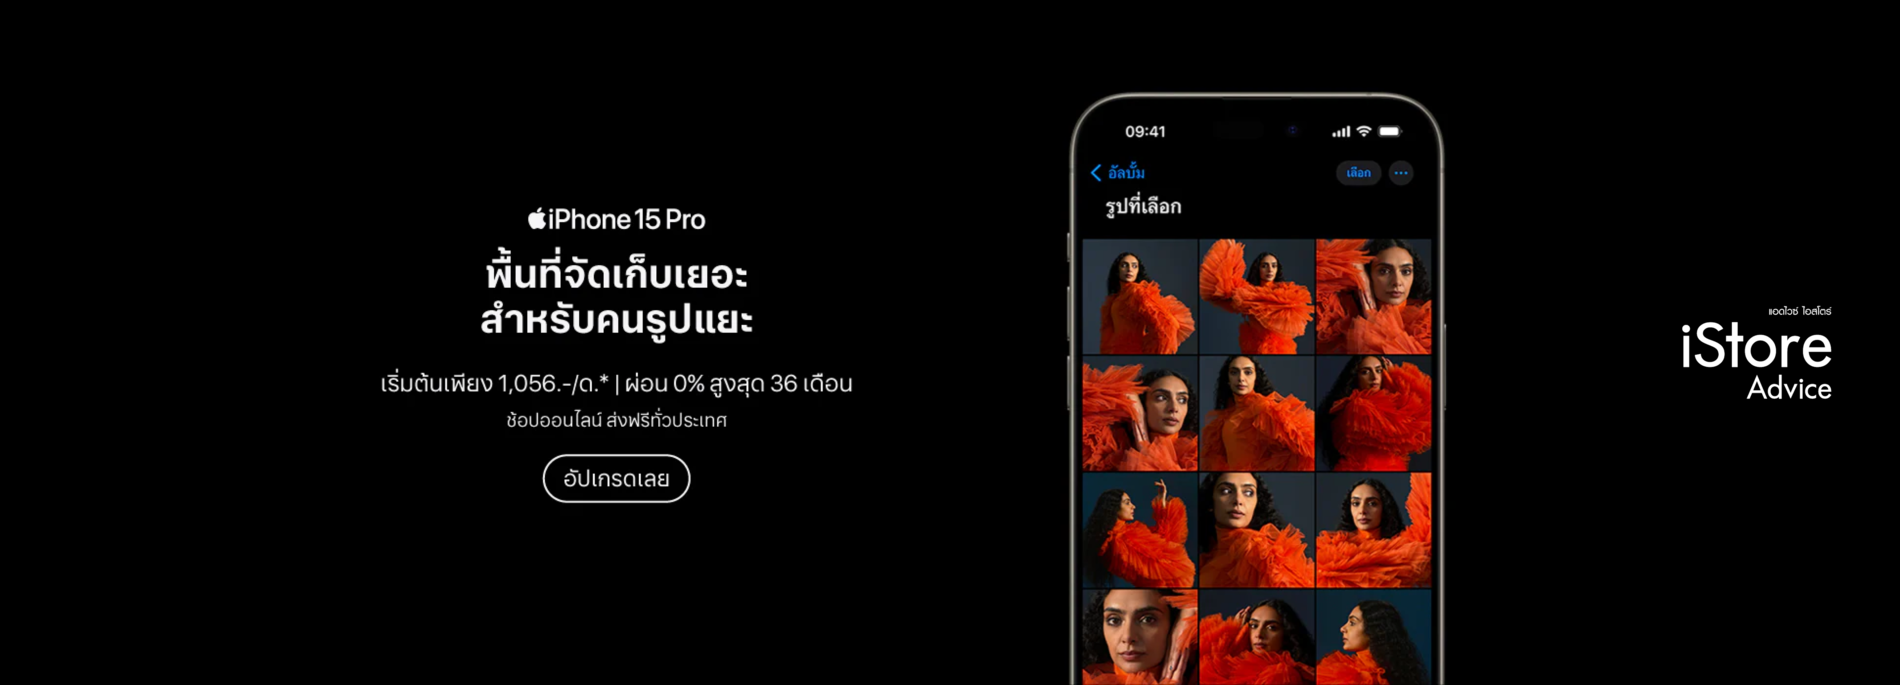 iPhone 15 Pro
พื้นที่จัดเก็บเยอะ
สำหรับคนรูปแยะ
เริ่มต้นเพียง 1,056.-/ด.* | ผ่อน 0% สูงสุด 36 เดือน
ช้อปออนไลน์ ส่งฟรีทั่วประเทศ
อัปเกรดเลย
09:41
อัลบั้ม
เลือก
รูปที่เลือก
แอดไวซ์ ไอสโตร์
iStore
Advice